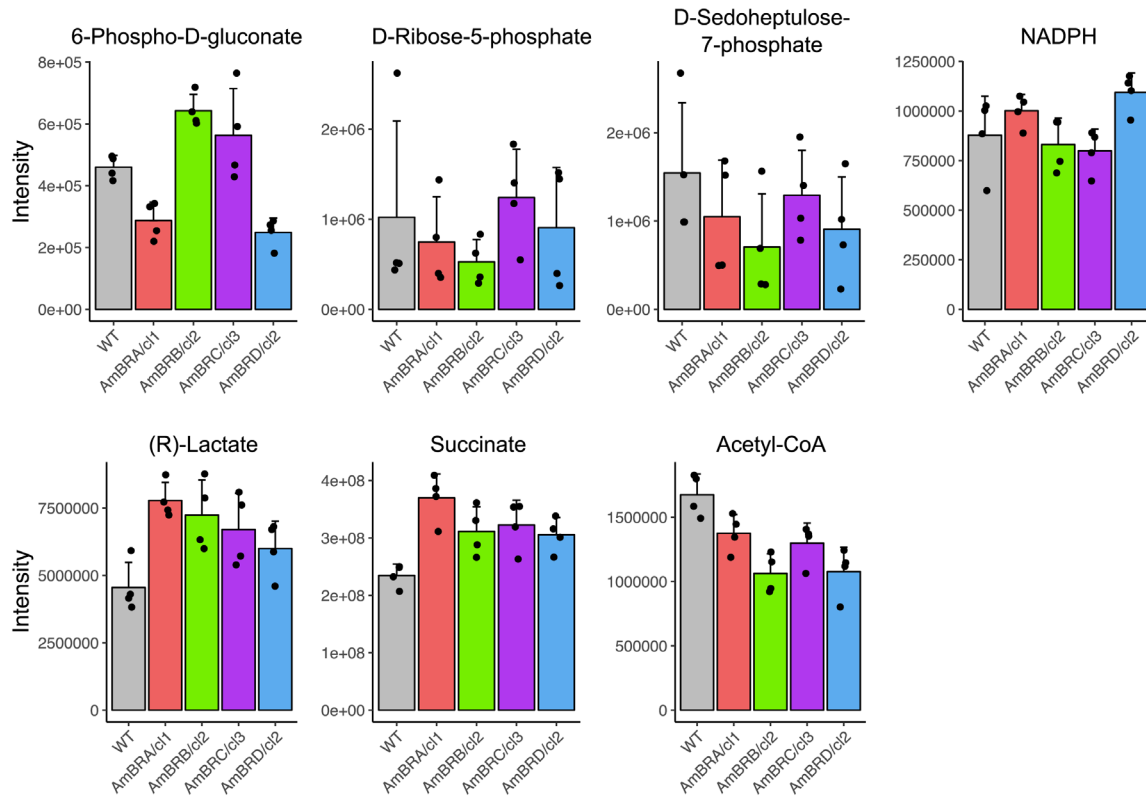 6-Phospho-D-gluconate
Intensity
8e+05
6e+05
4e+05
2e+05
0e+00
WT
AmBRA/cl1
AmBRB/cl2
AmBRC/cl3
AmBRD/cl2
D-Ribose-5-phosphate
2e+06
1e+06
0e+00
WT
AmBRA/cl1
AmBRB/cl2
AmBRC/cl3
AmBRD/cl2
D-Sedoheptulose-
7-phosphate
2e+06
1e+06
0e+00
WT
AmBRA/cl1
AmBRB/cl2
AmBRC/cl3
AmBRD/cl2
NADPH
1250000
1000000
750000
500000
250000
0
WT
AmBRA/cl1
AmBRB/cl2
AmBRC/cl3
AmBRD/cl2
(R)-Lactate
Intensity
7500000
5000000
2500000
0
WT
AmBRA/cl1
AmBRB/cl2
AmBRC/cl3
AmBRD/cl2
Succinate
4e+08
3e+08
2e+08
1e+08
0e+00
WT
AmBRA/cl1
AmBRB/cl2
AmBRC/cl3
AmBRD/cl2
Acetyl-CoA
1500000
1000000
500000
0
WT
AmBRA/cl1
AmBRB/cl2
AmBRC/cl3
AmBRD/cl2